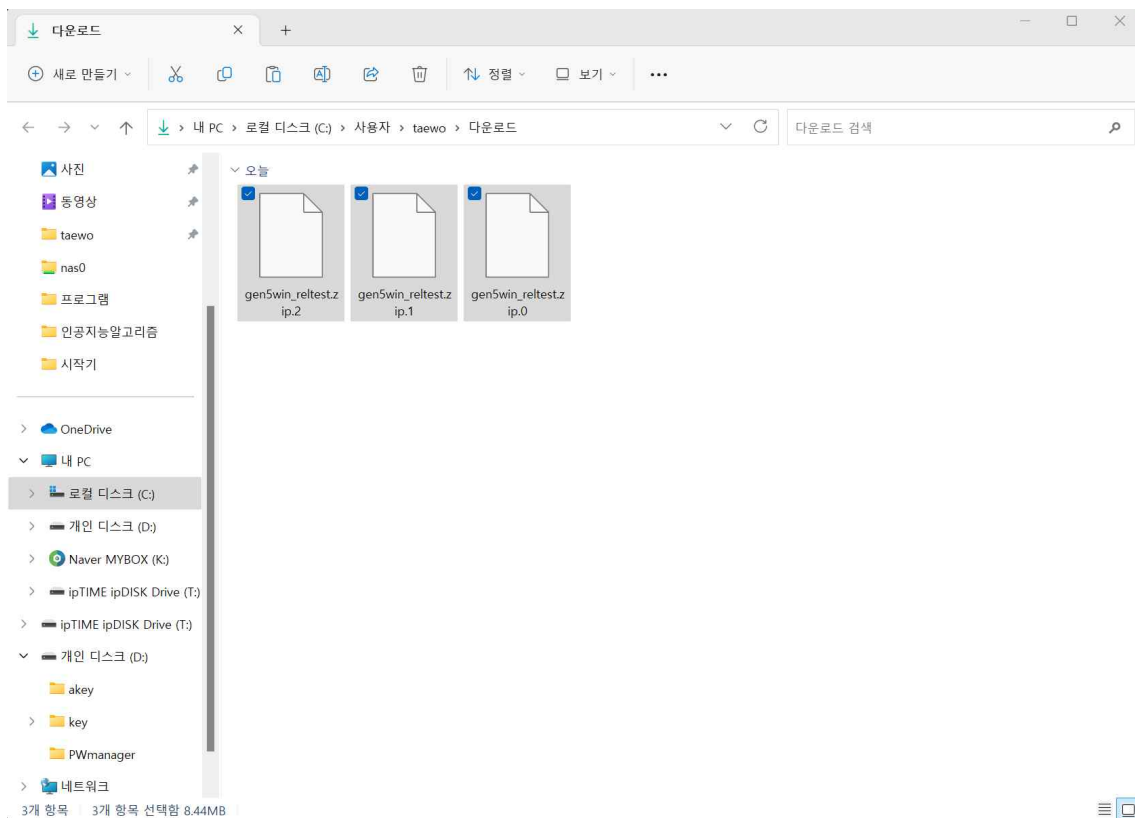 다운로드
새로 만들기
정렬
보기
내 PC > 로컬 디스크 (C:) > 사용자 > taewo > 다운로드
다운로드 검색
사진
동영상
taewo
nas0
프로그램
인공지능알고리즘
시작기
OneDrive
내 PC
로컬 디스크 (C:)
개인 디스크 (D:)
Naver MYBOX (K:)
ipTIME ipDISK Drive (T:)
ipTIME ipDISK Drive (T:)
개인 디스크 (D:)
akey
key
PWmanager
네트워크
오늘
gen5win_reltest.z
ip.2
gen5win_reltest.z
ip.1
gen5win_reltest.z
ip.0
3개 항목
3개 항목 선택함 8.44MB